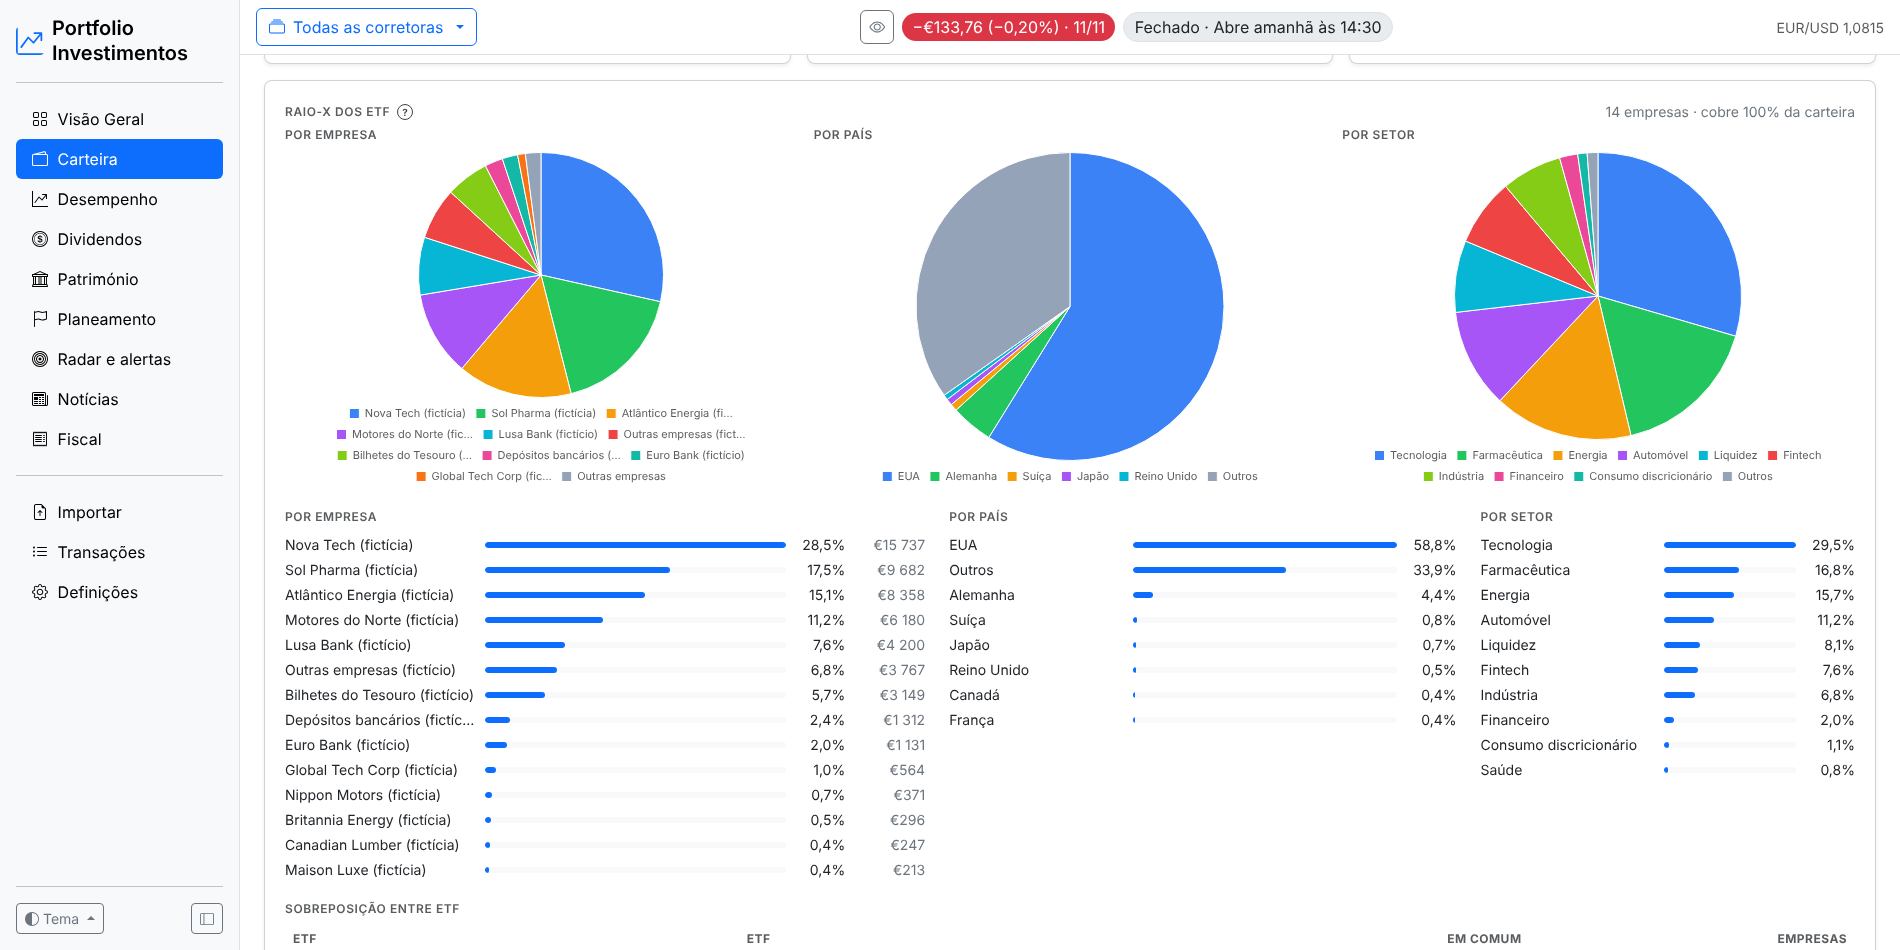 Portfolio
Investimentos
Visão Geral
Carteira
Desempenho
Dividendos
Património
Planeamento
Radar e alertas
Notícias
Fiscal
Importar
Transações
Definições
Tema
Todas as corretoras
−€133,76 (−0,20%) · 11/11
Fechado · Abre amanhã às 14:30
EUR/USD 1,0815
RAIO-X DOS ETF ?
14 empresas · cobre 100% da carteira
POR EMPRESA
Nova Tech (fictícia) Sol Pharma (fictícia) Atlântico Energia (fi...
Motores do Norte (fic... Lusa Bank (fictício) Outras empresas (fict...
Bilhetes do Tesouro (... Depósitos bancários (... Euro Bank (fictício)
Global Tech Corp (fic... Outras empresas
POR PAÍS
EUA Alemanha Suíça Japão Reino Unido Outros
POR SETOR
Tecnologia Farmacêutica Energia Automóvel Liquidez Fintech
Indústria Financeiro Consumo discricionário Outros
POR EMPRESA
Nova Tech (fictícia) 28,5% €15 737
Sol Pharma (fictícia) 17,5% €9 682
Atlântico Energia (fictícia) 15,1% €8 358
Motores do Norte (fictícia) 11,2% €6 180
Lusa Bank (fictício) 7,6% €4 200
Outras empresas (fictício) 6,8% €3 767
Bilhetes do Tesouro (fictício) 5,7% €3 149
Depósitos bancários (fictíc... 2,4% €1 312
Euro Bank (fictício) 2,0% €1 131
Global Tech Corp (fictícia) 1,0% €564
Nippon Motors (fictícia) 0,7% €371
Britannia Energy (fictícia) 0,5% €296
Canadian Lumber (fictícia) 0,4% €247
Maison Luxe (fictícia) 0,4% €213
POR PAÍS
EUA 58,8%
Outros 33,9%
Alemanha 4,4%
Suíça 0,8%
Japão 0,7%
Reino Unido 0,5%
Canadá 0,4%
França 0,4%
POR SETOR
Tecnologia 29,5%
Farmacêutica 16,8%
Energia 15,7%
Automóvel 11,2%
Liquidez 8,1%
Fintech 7,6%
Indústria 6,8%
Financeiro 2,0%
Consumo discricionário 1,1%
Saúde 0,8%
SOBREPOSIÇÃO ENTRE ETF
ETF ETF EM COMUM EMPRESAS